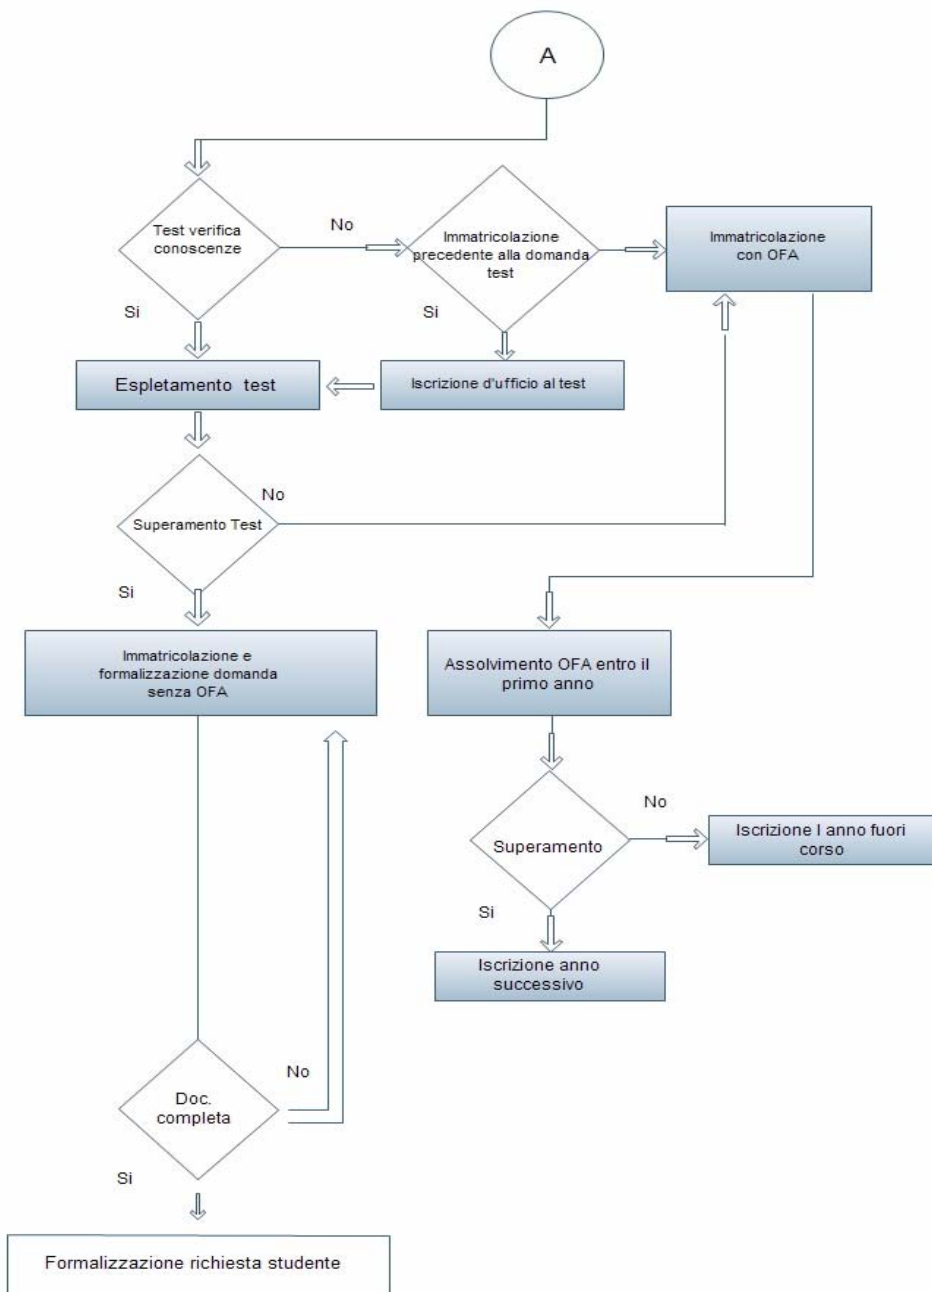 A
Test verifica
conoscenze
No
Immatricolazione
precedente alla domanda
test
Immatricolazione
con OFA
Si
Si
Espletamento test
Iscrizione d'ufficio al test
No
Superamento Test
Si
Immatricolazione e
formalizzazione domanda
senza OFA
Assolvimento OFA entro il
primo anno
No
Superamento
Iscrizione I anno fuori
corso
Si
Iscrizione anno
successivo
No
Doc.
completa
Si
Formalizzazione richiesta studente